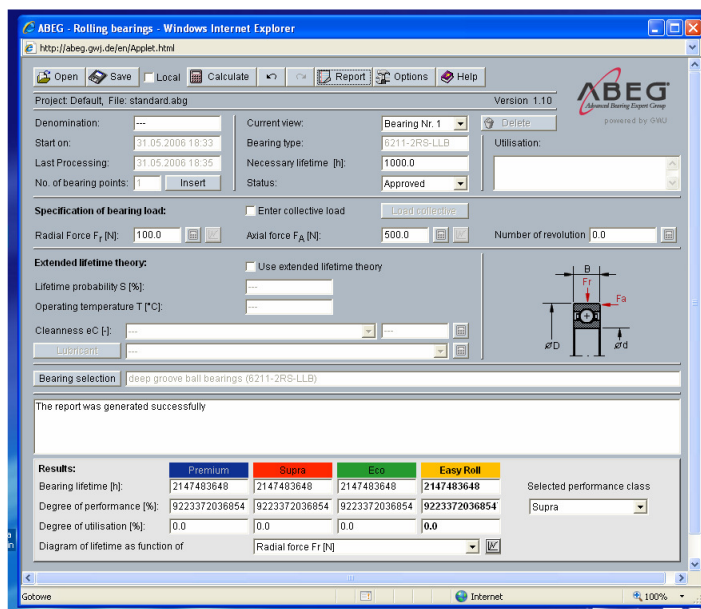 ABEG - Rolling bearings - Windows Internet Explorer
http://abeg.gwj.de/en/Applet.html
Open Save Local Calculate Report Options Help
ABEG
Advanced Bearing Expert Group
powered by GWJ
Project: Default, File: standard.abg Version 1.10
Denomination: --- Current view: Bearing Nr. 1 Delete
Start on: 31.05.2006 18:33 Bearing type: 6211-2RS-LLB Utilisation:
Last Processing: 31.05.2006 18:35 Necessary lifetime [h]: 1000.0
No. of bearing points: 1 Insert Status: Approved
Specification of bearing load: Enter collective load Load collective
Radial Force Fr [N]: 100.0 Axial force FA [N]: 500.0 Number of revolution 0.0
Extended lifetime theory: Use extended lifetime theory
Lifetime probability S [%]: ---
Operating temperature T [°C]: ---
Cleanness eC [-]: --- ---
Lubricant ---
B
Fr
Fa
øD ød
Bearing selection deep groove ball bearings (6211-2RS-LLB)
The report was generated successfully
Results: Premium Supra Eco Easy Roll
Bearing lifetime [h]: 2147483648 2147483648 2147483648 2147483648 Selected performance class
Degree of performance [%]: 9223372036854 9223372036854 9223372036854 9223372036854 Supra
Degree of utilisation [%]: 0.0 0.0 0.0 0.0
Diagram of lifetime as function of Radial force Fr [N]
Gotowe Internet 100%